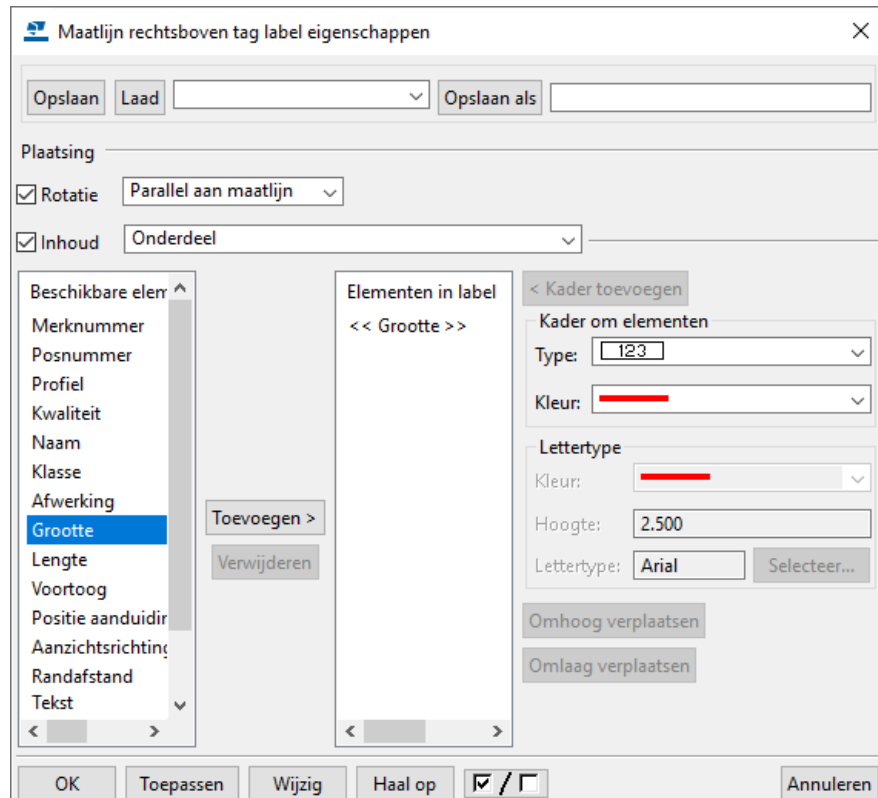 Maatlijn rechtsboven tag label eigenschappen
Opslaan Laad Opslaan als
Plaatsing
Rotatie Parallel aan maatlijn
Inhoud Onderdeel
Beschikbare elem
Merknummer
Posnummer
Profiel
Kwaliteit
Naam
Klasse
Afwerking
Grootte
Lengte
Voortoog
Positie aanduidin
Aanzichtsrichting
Randafstand
Tekst
Toevoegen >
Verwijderen
Elementen in label
<< Grootte >>
< Kader toevoegen
Kader om elementen
Type: 123
Kleur:
Lettertype
Kleur:
Hoogte: 2.500
Lettertype: Arial Selecteer...
Omhoog verplaatsen
Omlaag verplaatsen
OK Toepassen Wijzig Haal op / Annuleren